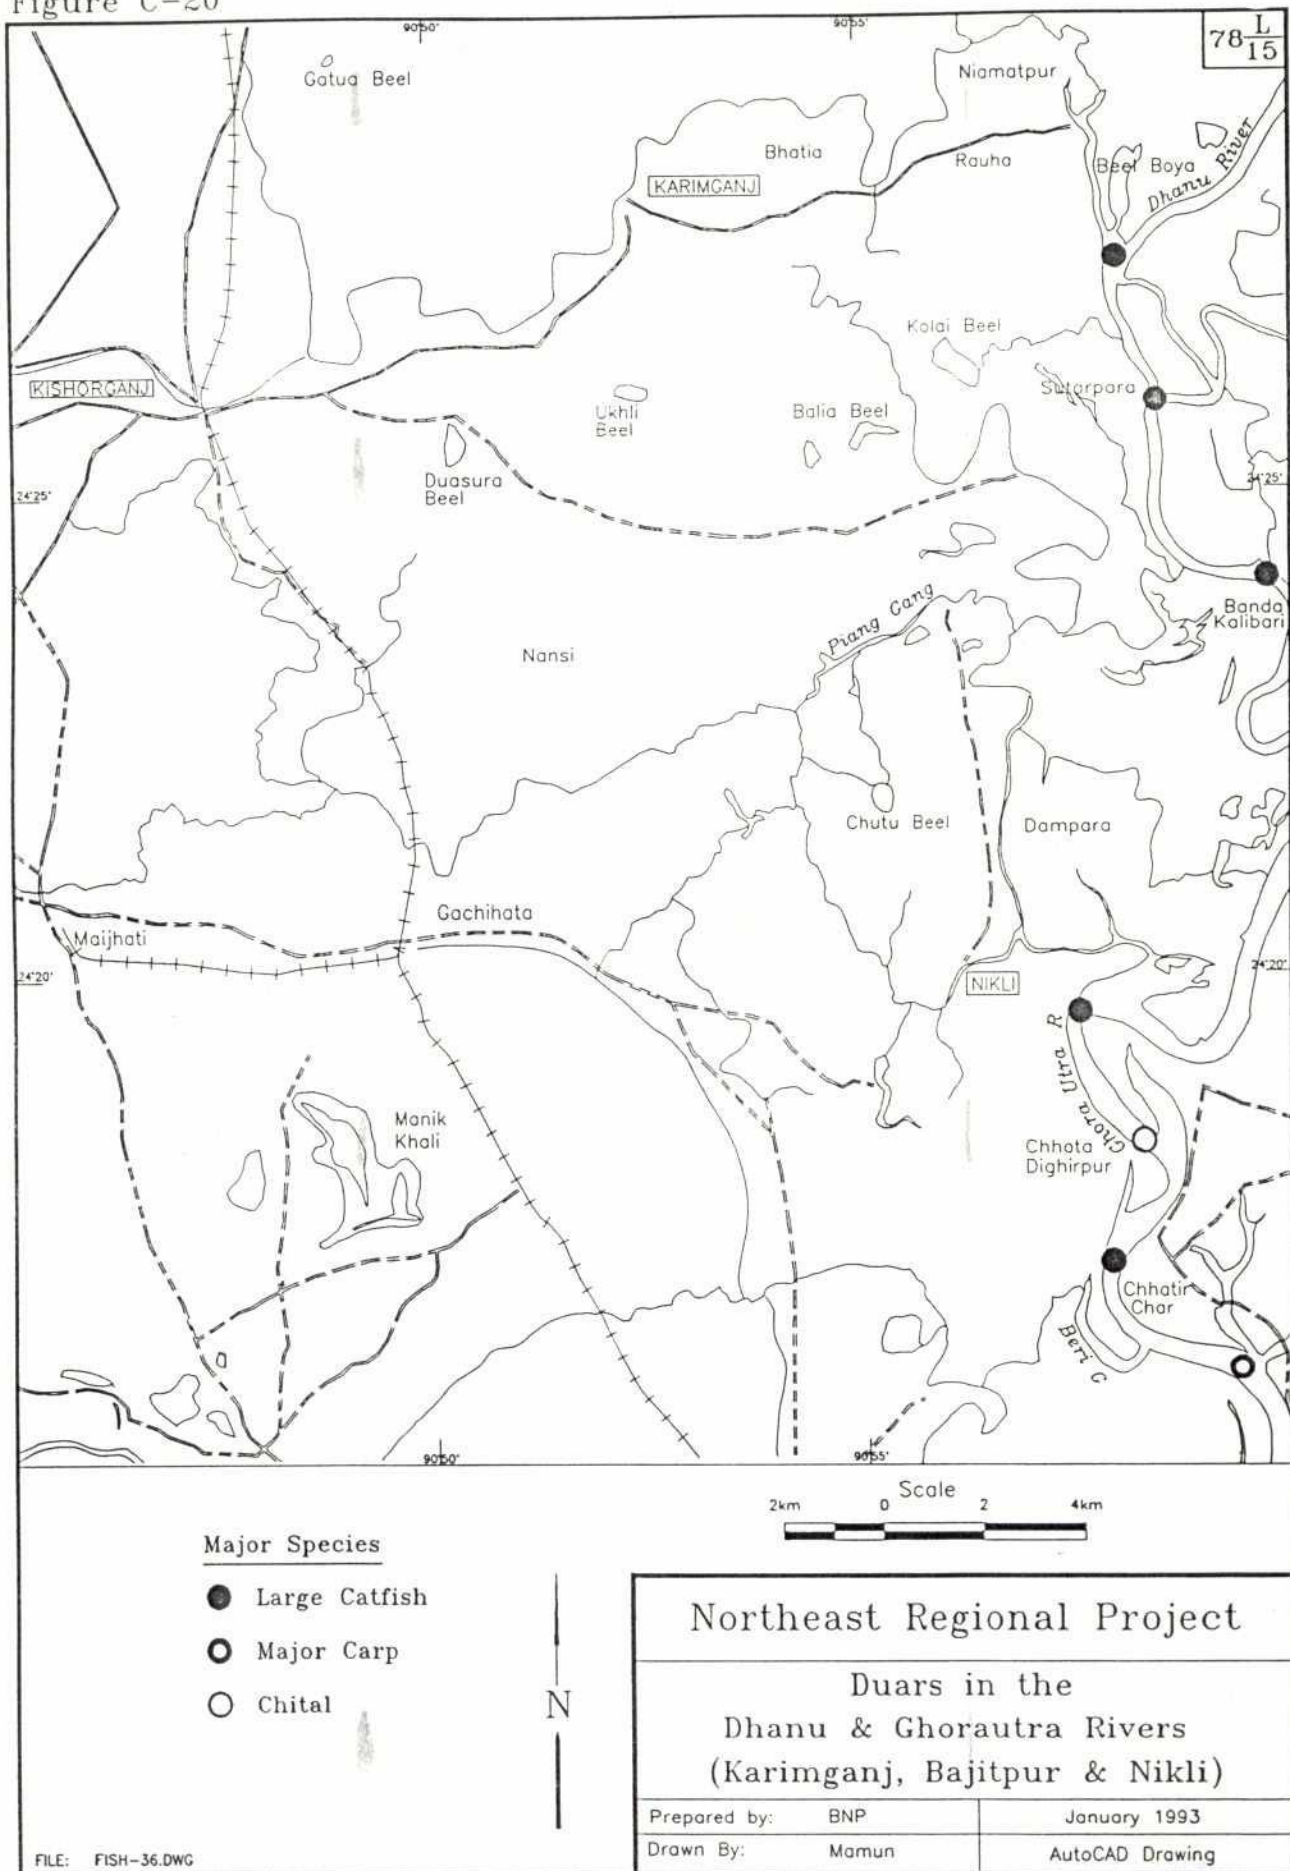 Figure C-20
90°50'
90°55'
78 L
15
Gatua Beel
Niamatpur
Bhatia
Rauha
Beel Boya
Dhanu River
KARIMGANJ
Kolai Beel
KISHORGANJ
Sutarpara
Ukhli
Beel
Balia Beel
Duasura
Beel
24°25'
24°25'
Banda
Kalibari
Piang Gang
Nansi
Chutu Beel
Dampara
Gachihata
Maijhati
24°20'
24°20'
NIKLI
Ghora Utra R
Manik
Khali
Chhota
Dighirpur
Chhatir
Char
Beri G
90°50'
90°55'
Scale
2km 0 2 4km
Major Species
Large Catfish
Major Carp
Chital
N
Northeast Regional Project
Duars in the
Dhanu & Ghorautra Rivers
(Karimganj, Bajitpur & Nikli)
Prepared by: BNP January 1993
Drawn By: Mamun AutoCAD Drawing
FILE: FISH-36.DWG